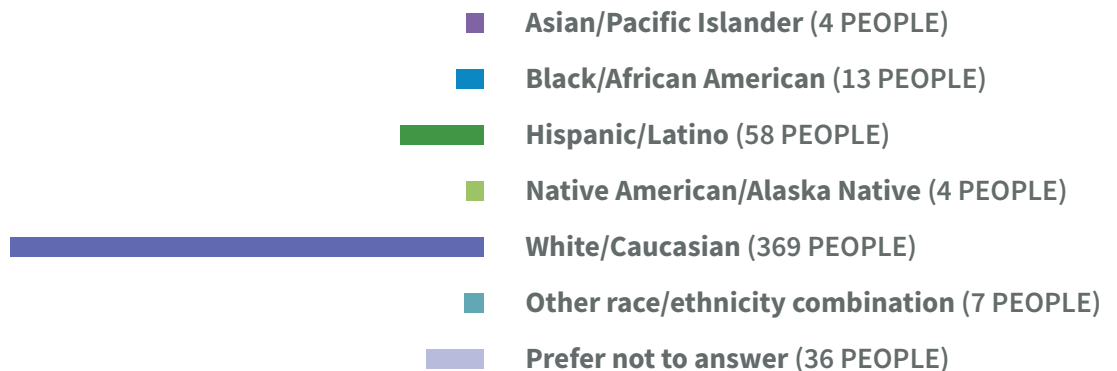 Asian/Pacific Islander (4 PEOPLE)
Black/African American (13 PEOPLE)
Hispanic/Latino (58 PEOPLE)
Native American/Alaska Native (4 PEOPLE)
White/Caucasian (369 PEOPLE)
Other race/ethnicity combination (7 PEOPLE)
Prefer not to answer (36 PEOPLE)